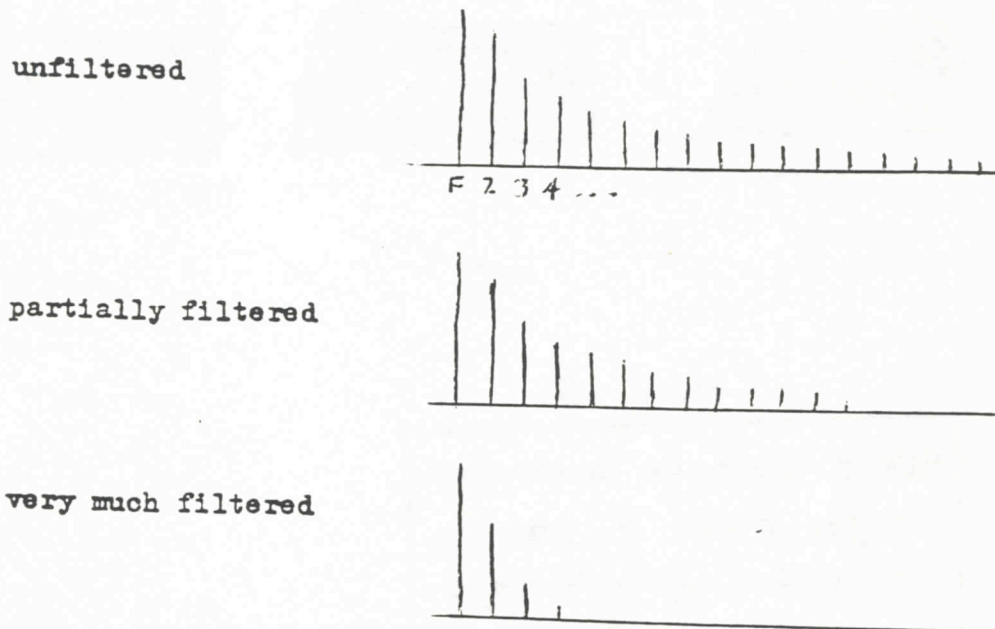 unfiltered
F 2 3 4 ...
partially filtered
very much filtered